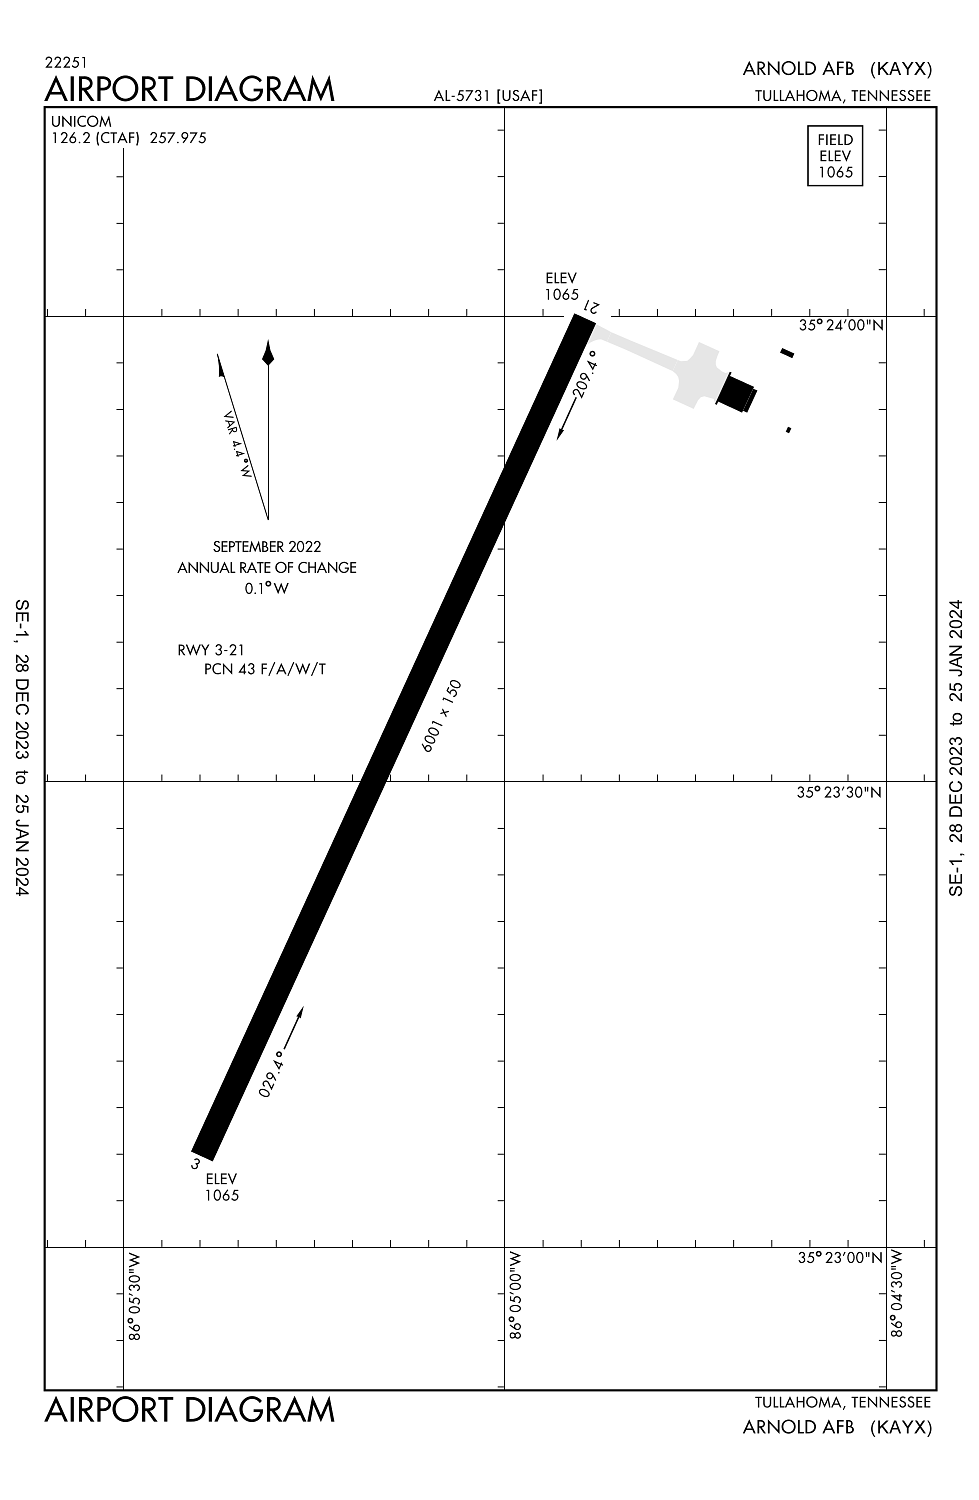 22251
AIRPORT DIAGRAM
AL-5731 [USAF]
ARNOLD AFB (KAYX)
TULLAHOMA, TENNESSEE
UNICOM
126.2 (CTAF) 257.975
FIELD
ELEV
1065
ELEV
1065
21
35° 24'00"N
209.4°
VAR 4.4°W
SEPTEMBER 2022
ANNUAL RATE OF CHANGE
0.1° W
RWY 3-21
PCN 43 F/A/W/T
6001 x 150
35° 23'30"N
029.4°
3
ELEV
1065
35° 23'00"N
86° 05'30"W
86° 05'00"W
86° 04'30"W
SE-1, 28 DEC 2023 to 25 JAN 2024
SE-1, 28 DEC 2023 to 25 JAN 2024
AIRPORT DIAGRAM
TULLAHOMA, TENNESSEE
ARNOLD AFB (KAYX)